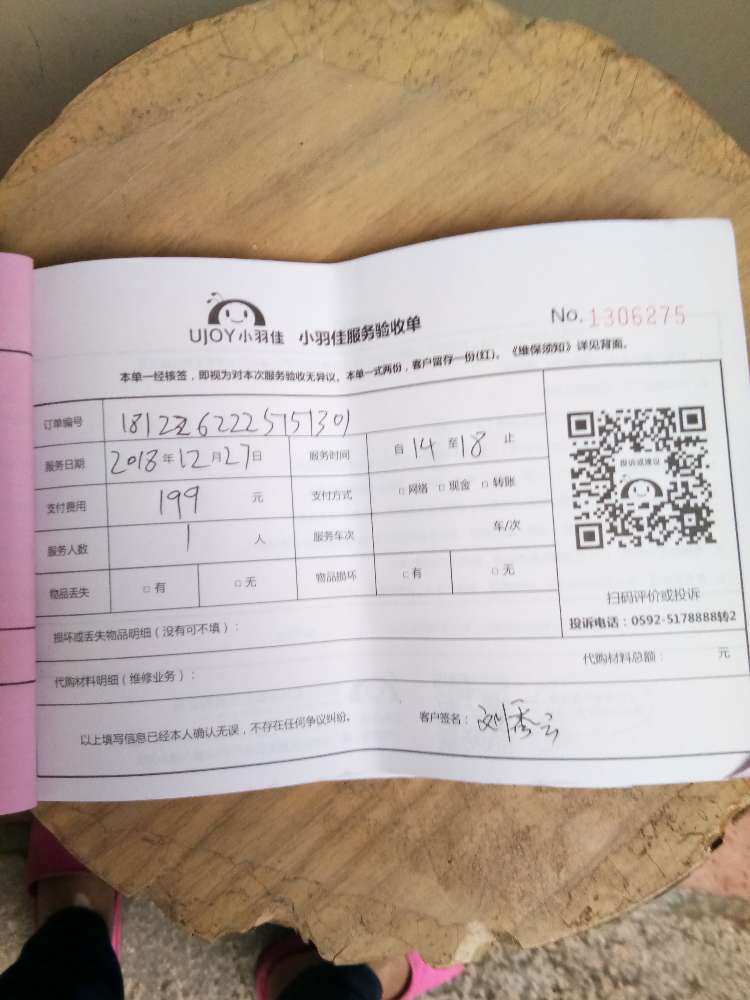 UJOY小羽佳 小羽佳服务验收单 No. 1306275
本单一经核签，即视为对本次服务验收无异议。本单一式两份，客户留存一份(红)。《维保须知》详见背面。
订单编号 1812262225151301
服务日期 2018年12月27日 服务时间 自14至18止
支付费用 199 元 支付方式 □网络 □现金 □转账
服务人数 1 人 服务车次 车/次
物品丢失 □有 □无 物品损坏 □有 □无
投诉或建议
扫码评价或投诉
投诉电话：0592-5178888转2
损坏或丢失物品明细（没有可不填）：
代购材料明细（维修业务）： 代购材料总额： 元
以上填写信息已经本人确认无误，不存在任何争议纠纷。 客户签名：刘秀云